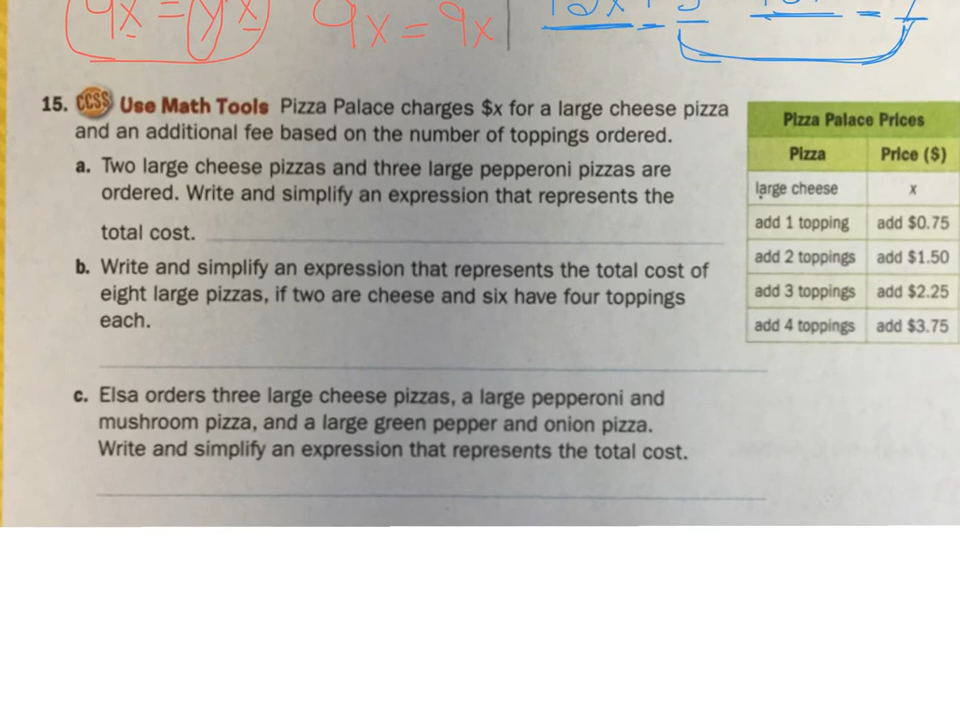 4x = yx 9x = 9x
15. CCSS Use Math Tools Pizza Palace charges $x for a large cheese pizza
and an additional fee based on the number of toppings ordered.
a. Two large cheese pizzas and three large pepperoni pizzas are
ordered. Write and simplify an expression that represents the
total cost.
b. Write and simplify an expression that represents the total cost of
eight large pizzas, if two are cheese and six have four toppings
each.
c. Elsa orders three large cheese pizzas, a large pepperoni and
mushroom pizza, and a large green pepper and onion pizza.
Write and simplify an expression that represents the total cost.
Pizza Palace Prices
Pizza Price ($)
large cheese x
add 1 topping add $0.75
add 2 toppings add $1.50
add 3 toppings add $2.25
add 4 toppings add $3.75